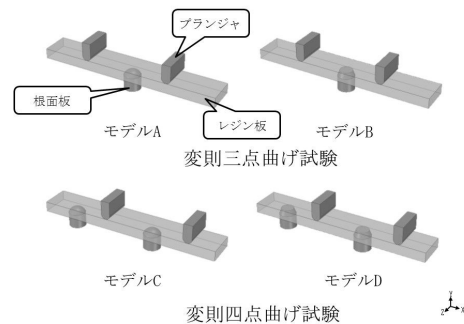 プランジャ
根面板
レジン板
モデルA
モデルB
変則三点曲げ試験
モデルC
モデルD
変則四点曲げ試験
Y
Z
X